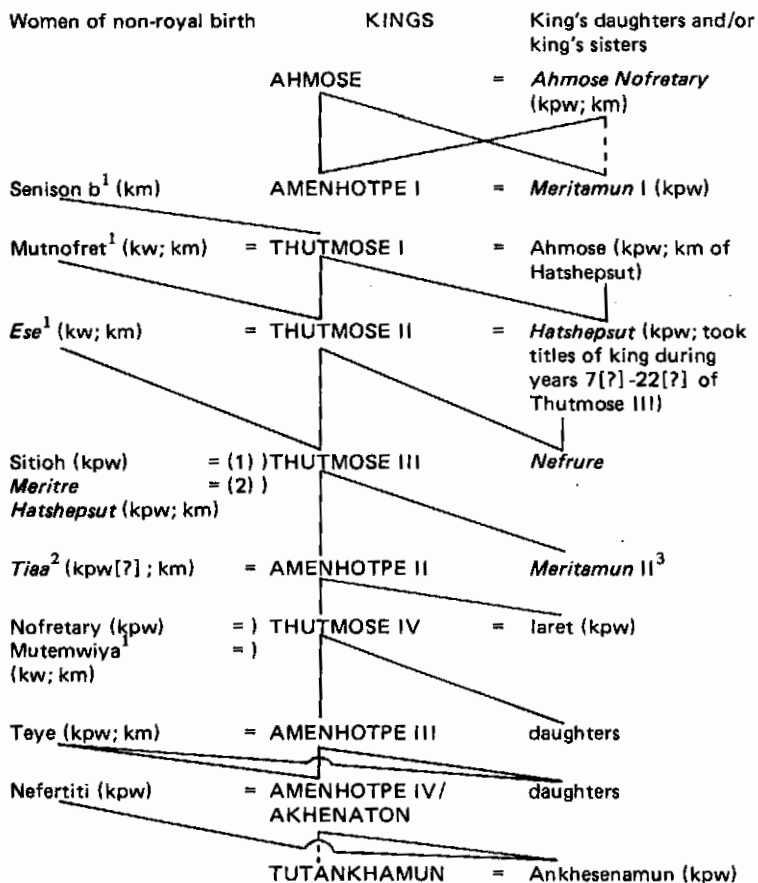 Women of non-royal birth KINGS King's daughters and/or
king's sisters
AHMOSE = Ahmose Nofretary
(kpw; km)
Senison b¹ (km) AMENHOTPE I = Meritamun I (kpw)
Mutnofret¹ (kw; km) = THUTMOSE I = Ahmose (kpw; km of
Hatshepsut)
Ese¹ (kw; km) = THUTMOSE II = Hatshepsut (kpw; took
titles of king during
years 7[?]-22[?] of
Thutmose III)
Sitioh (kpw) = (1) ) THUTMOSE III Nefrure
Meritre = (2) )
Hatshepsut (kpw; km)
Tiaa² (kpw[?]; km) = AMENHOTPE II Meritamun II³
Nofretary (kpw) = ) THUTMOSE IV = Iaret (kpw)
Mutemwiya¹ = )
(kw; km)
Teye (kpw; km) = AMENHOTPE III daughters
Nefertiti (kpw) = AMENHOTPE IV/ daughters
AKHENATON
TUTANKHAMUN = Ankhesenamun (kpw)